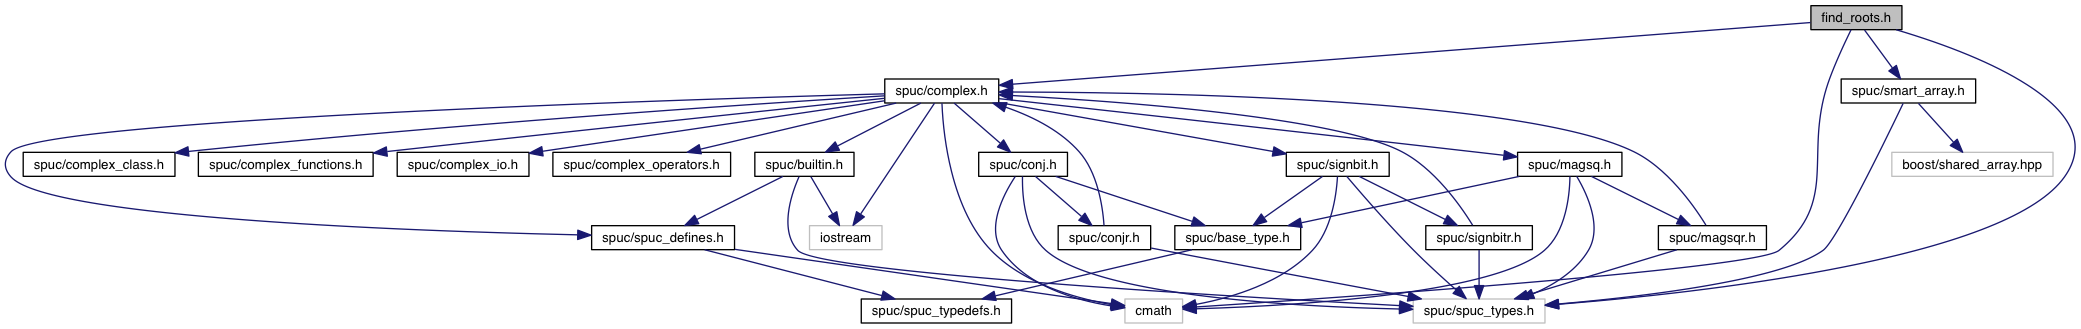 find_roots.h
spuc/complex.h
spuc/smart_array.h
spuc/complex_class.h
spuc/complex_functions.h
spuc/complex_io.h
spuc/complex_operators.h
spuc/builtin.h
spuc/conj.h
spuc/signbit.h
spuc/magsq.h
boost/shared_array.hpp
spuc/spuc_defines.h
iostream
spuc/conjr.h
spuc/base_type.h
spuc/signbitr.h
spuc/magsqr.h
spuc/spuc_typedefs.h
cmath
spuc/spuc_types.h